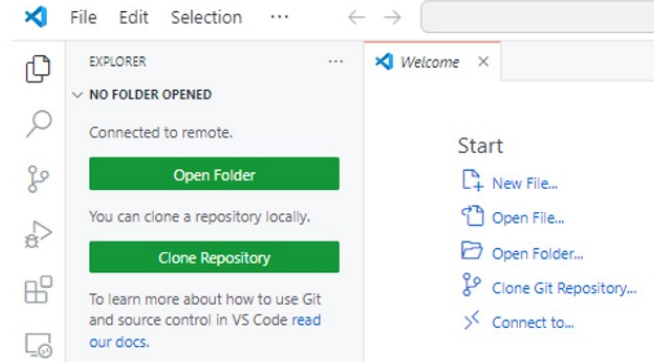 File Edit Selection ...
EXPLORER ...
NO FOLDER OPENED
Connected to remote.
Open Folder
You can clone a repository locally.
Clone Repository
To learn more about how to use Git
and source control in VS Code read
our docs.
Welcome
Start
New File...
Open File...
Open Folder...
Clone Git Repository...
Connect to...